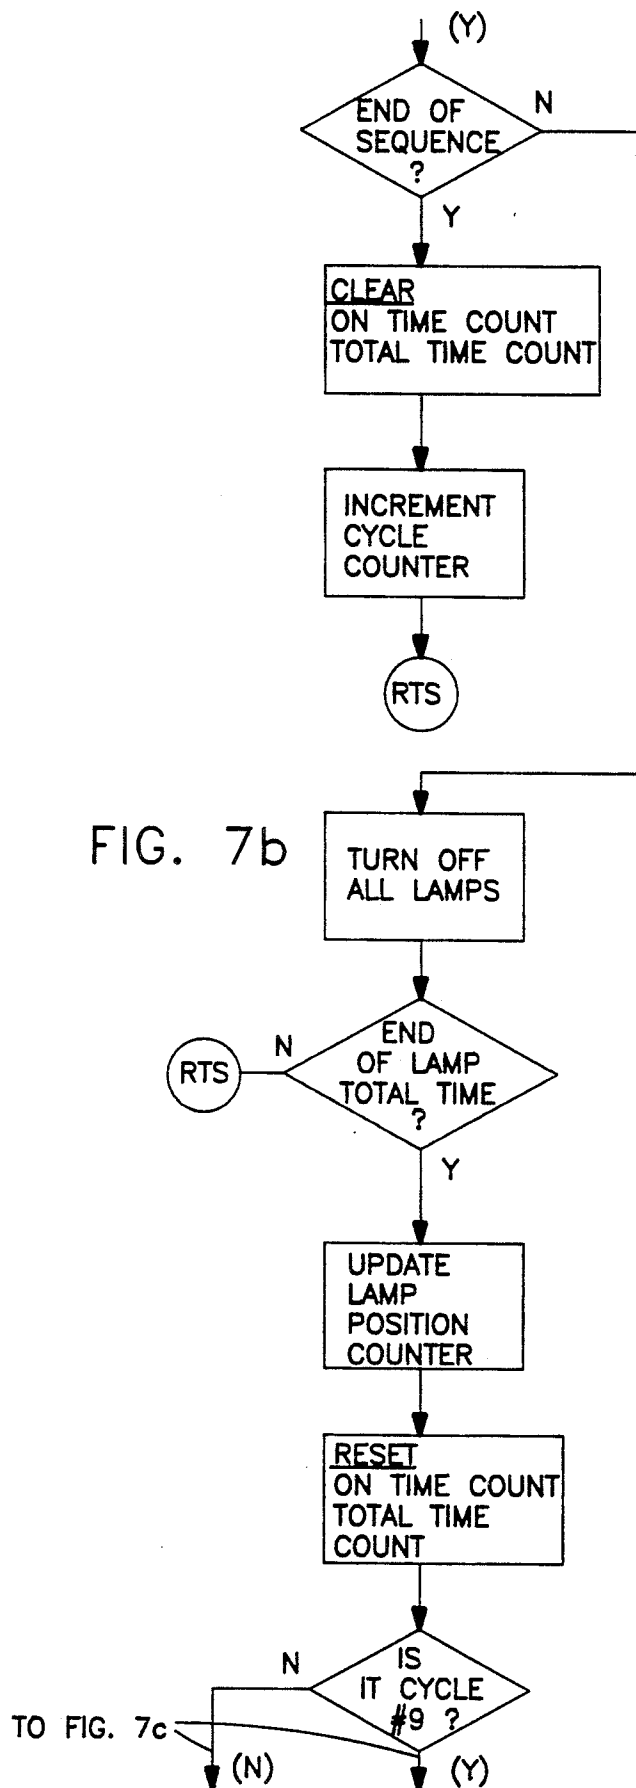 (Y)
END OF
SEQUENCE
?
N
Y
CLEAR
ON TIME COUNT
TOTAL TIME COUNT
INCREMENT
CYCLE
COUNTER
RTS
FIG. 7b
TURN OFF
ALL LAMPS
END
OF LAMP
TOTAL TIME
?
N
RTS
Y
UPDATE
LAMP
POSITION
COUNTER
RESET
ON TIME COUNT
TOTAL TIME
COUNT
IS
IT CYCLE
#9 ?
N
TO FIG. 7c
(N)
(Y)